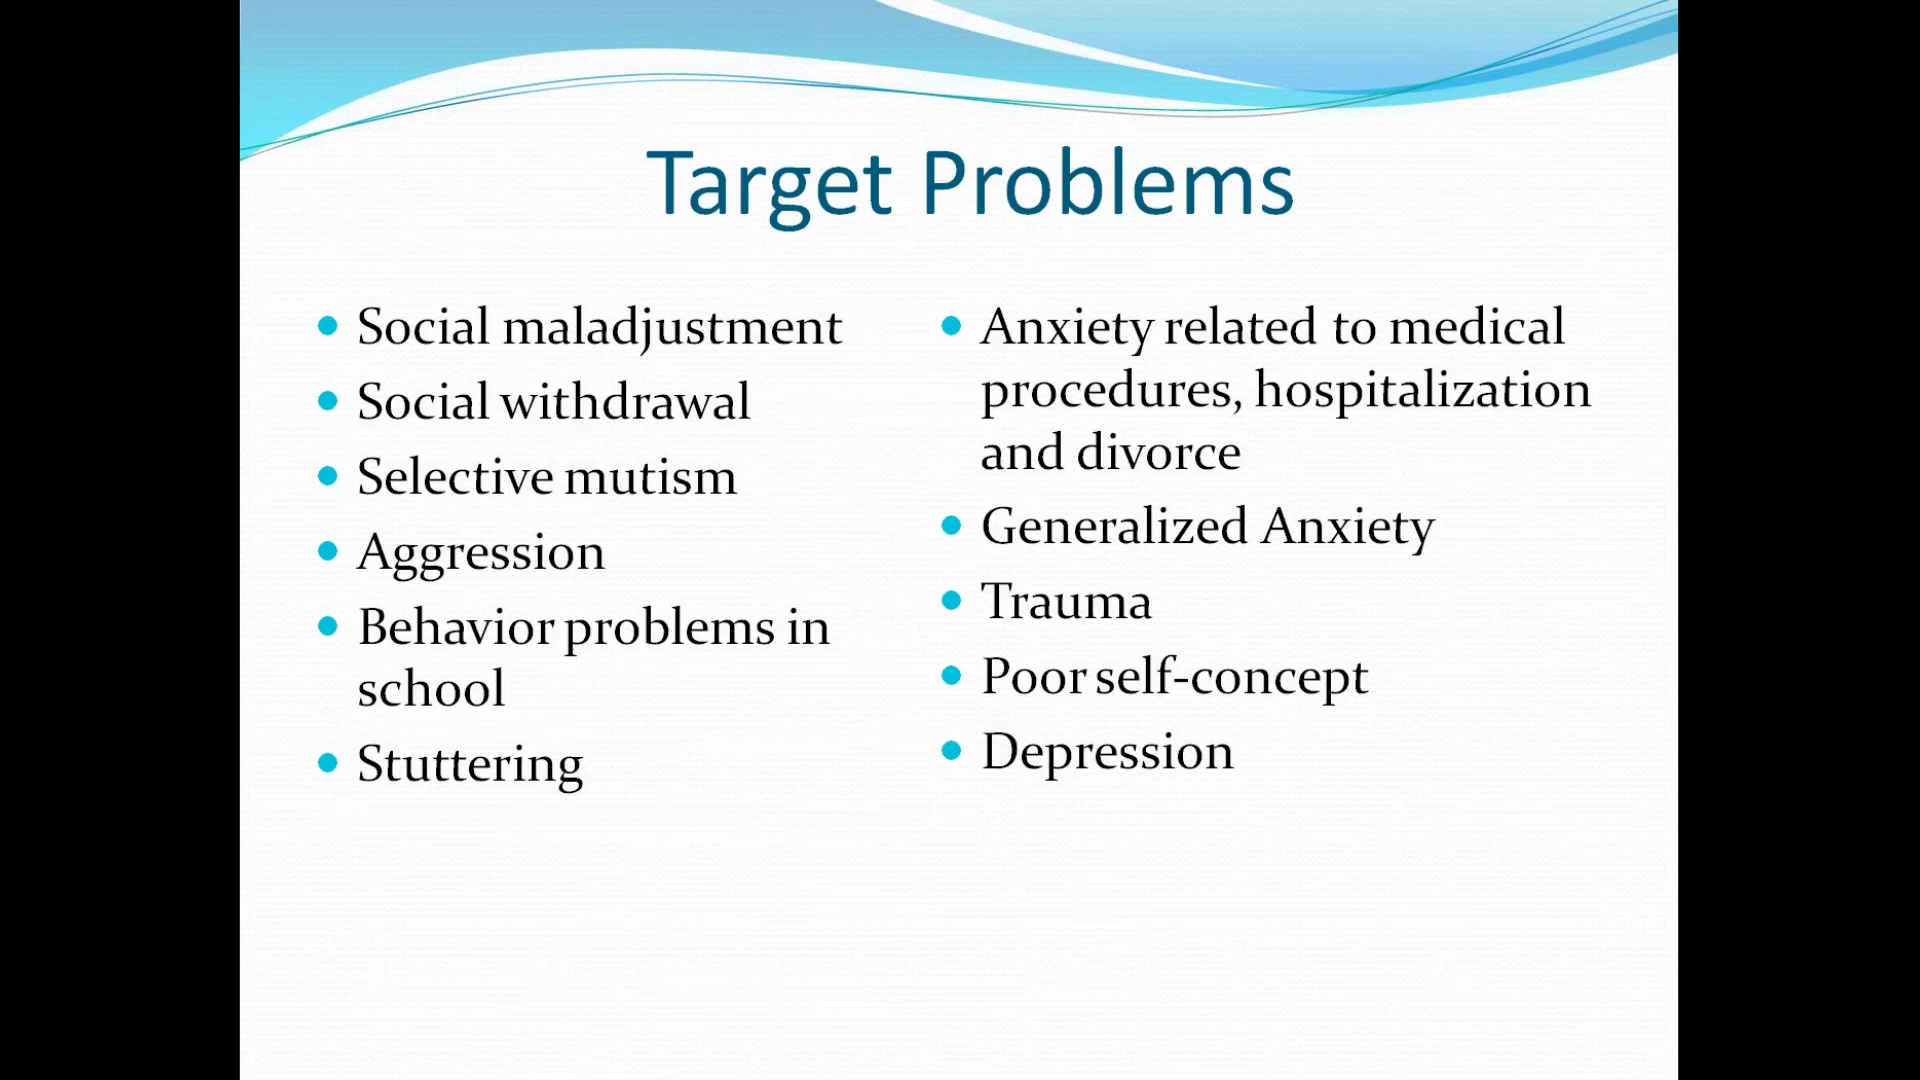 Target Problems
Social maladjustment
Social withdrawal
Selective mutism
Aggression
Behavior problems in
school
Stuttering
Anxiety related to medical
procedures, hospitalization
and divorce
Generalized Anxiety
Trauma
Poor self-concept
Depression